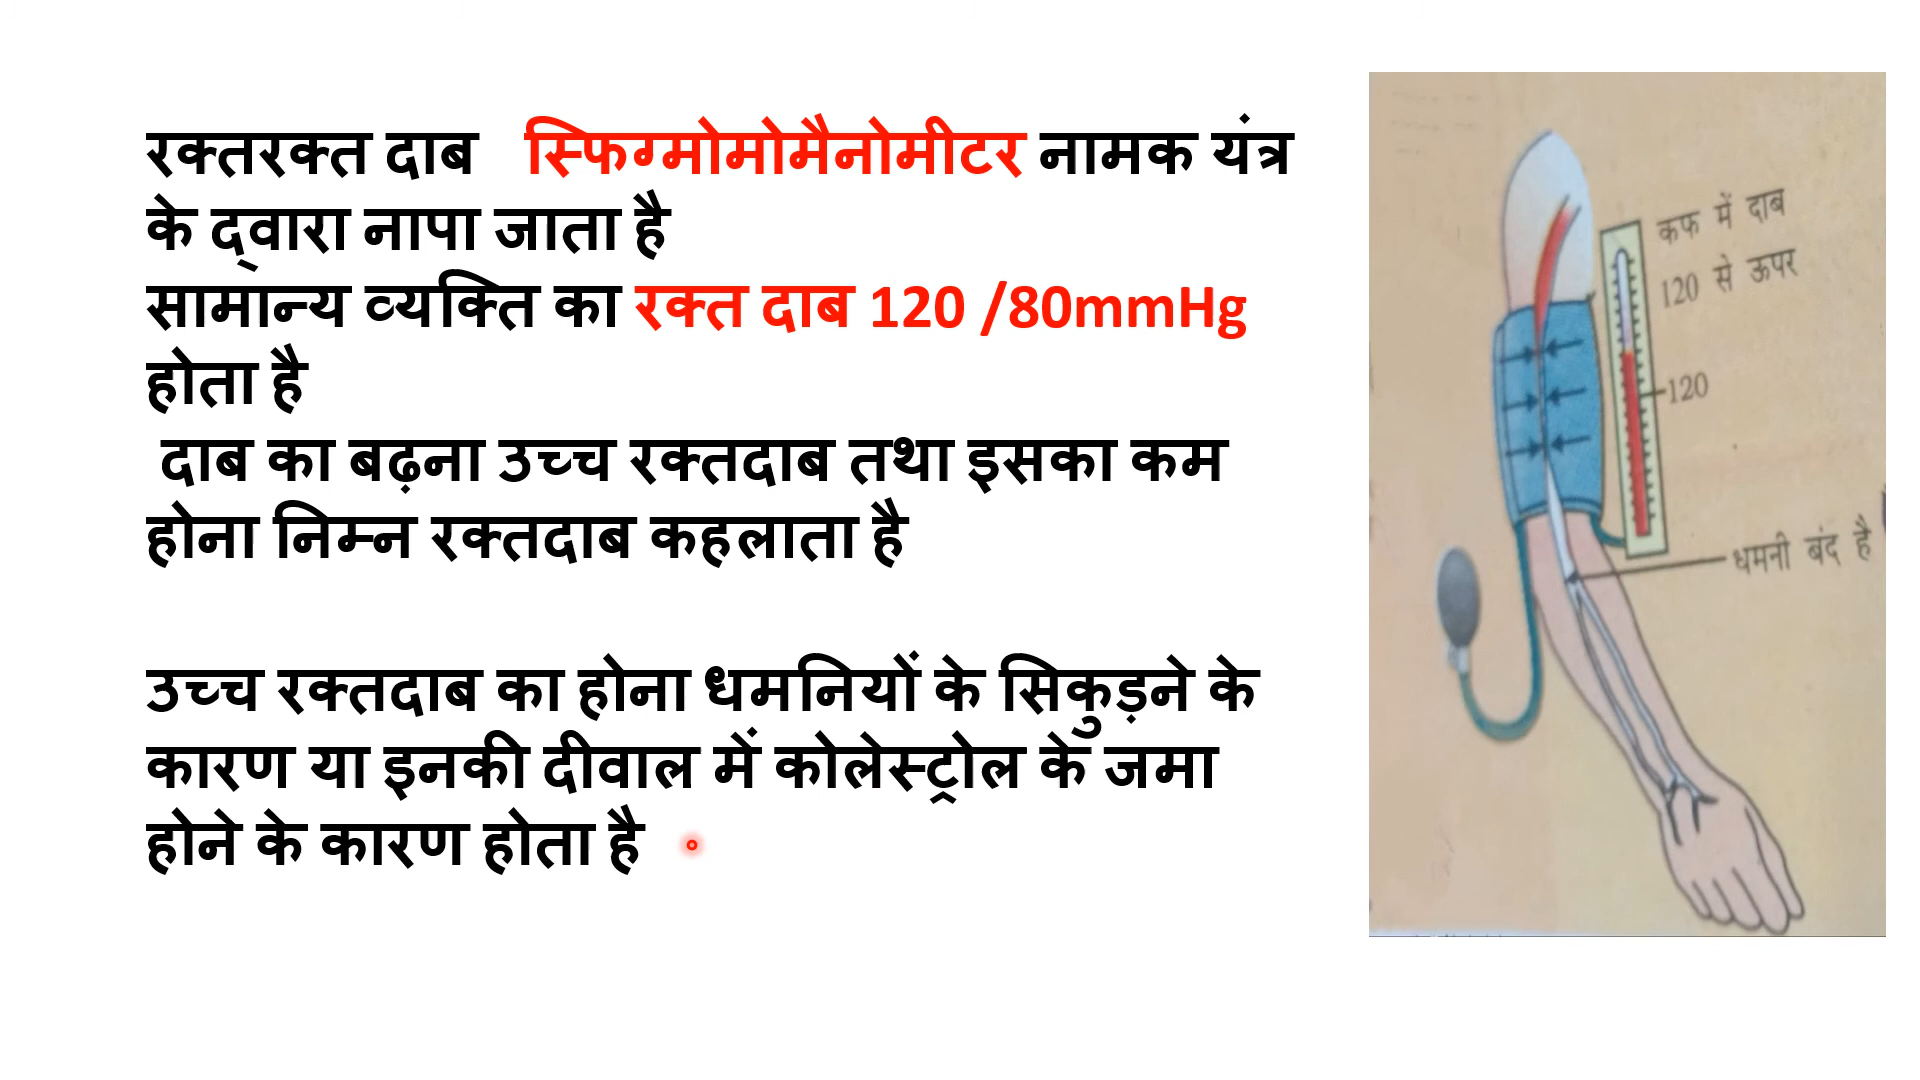 रक्तरक्त दाब स्फिग्मोमोमैनोमीटर नामक यंत्र
के द्वारा नापा जाता है
सामान्य व्यक्ति का रक्त दाब 120 /80mmHg
होता है
दाब का बढ़ना उच्च रक्तदाब तथा इसका कम
होना निम्न रक्तदाब कहलाता है
उच्च रक्तदाब का होना धमनियों के सिकुड़ने के
कारण या इनकी दीवाल में कोलेस्ट्रोल के जमा
होने के कारण होता है
कफ में दाब
120 से ऊपर
120
धमनी बंद है